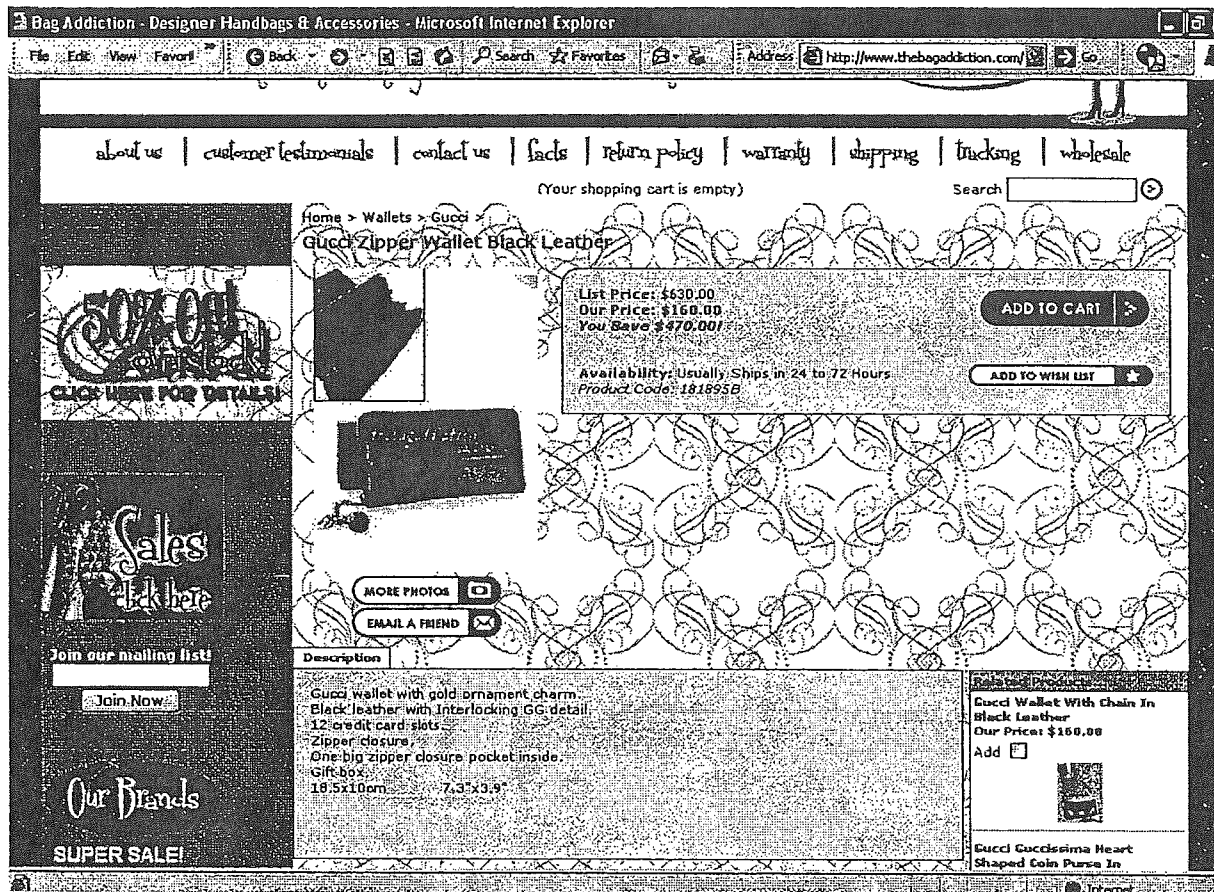 Bag Addiction - Designer Handbags & Accessories - Microsoft Internet Explorer
File Edit View Favorit » Back Search Favorites Address http://www.thebagaddiction.com/ Go
about us | customer testimonials | contact us | facts | return policy | warranty | shipping | tracking | wholesale
(Your shopping cart is empty)
Search
Home > Wallets > Gucci >
Gucci Zipper Wallet Black Leather
50% Off
overstock!
CLICK HERE FOR DETAILS!
List Price: $630.00
Our Price: $160.00
You Save $470.00!
ADD TO CART
Availability: Usually Ships in 24 to 72 Hours
Product Code: 181895B
ADD TO WISH LIST
Sales
click here
MORE PHOTOS
EMAIL A FRIEND
Join our mailing list!
Join Now
Our Brands
SUPER SALE!
Description
Gucci wallet with gold ornament charm.
Black leather with Interlocking GG detail.
12 credit card slots.
Zipper closure.
One big zipper closure pocket inside.
Gift box.
18.5x10cm 7.3"x3.9"
Related Products
Gucci Wallet With Chain In
Black Leather
Our Price: $160.00
Add
Gucci Guccissima Heart
Shaped Coin Purse In